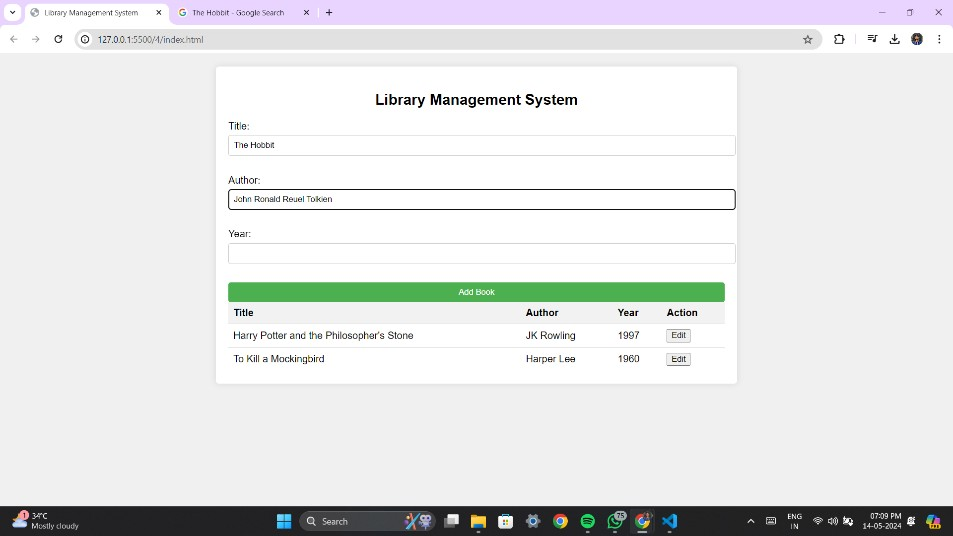 Library Management System
The Hobbit - Google Search
127.0.0.1:5500/4/index.html
Library Management System
Title:
The Hobbit
Author:
John Ronald Reuel Tolkien
Year:
Add Book
Title Author Year Action
Harry Potter and the Philosopher's Stone JK Rowling 1997 Edit
To Kill a Mockingbird Harper Lee 1960 Edit
1 34°C
Mostly cloudy
Search
75
ENG
IN
07:09 PM
14-05-2024